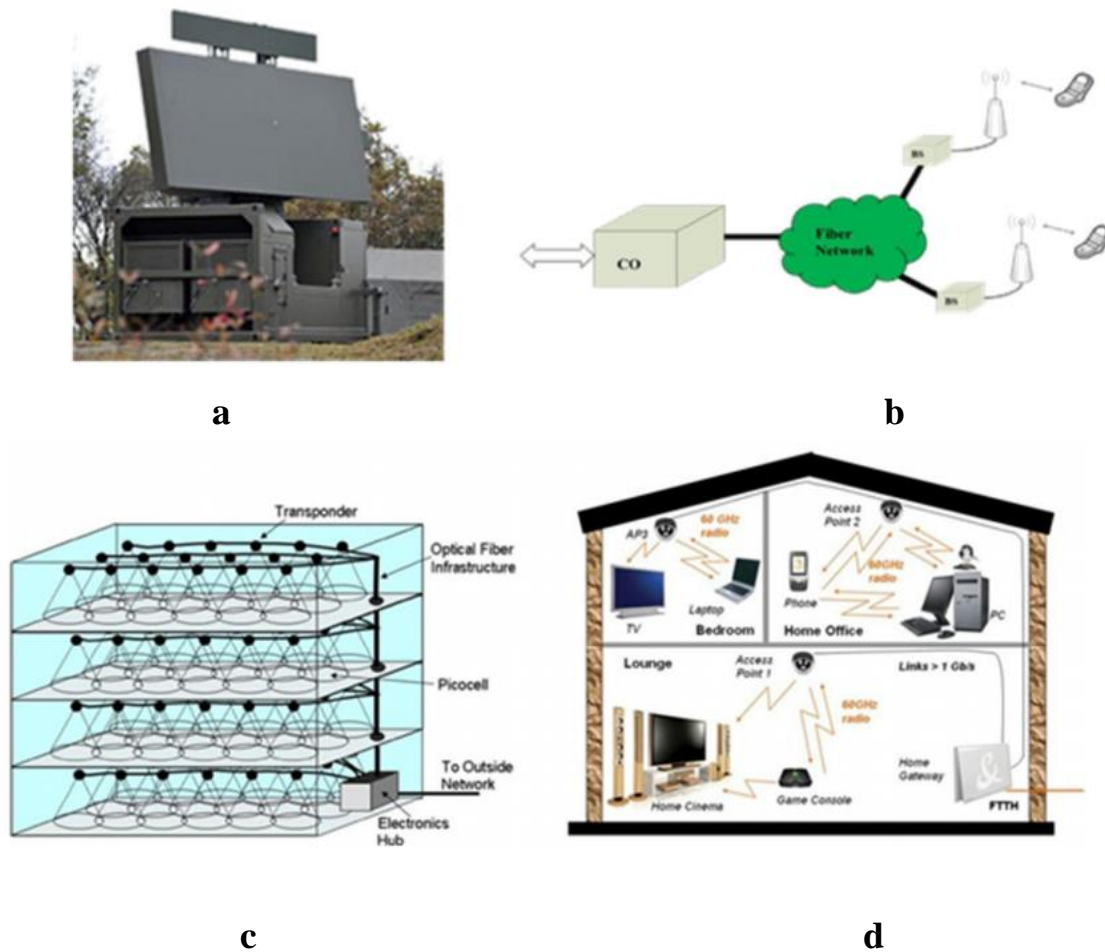 a
CO
Fiber
Network
BS
BS
b
Transponder
Optical Fiber
Infrastructure
Picocell
To Outside
Network
Electronics
Hub
c
AP3
60 GHz
radio
TV
Laptop
Bedroom
Access
Point 2
60GHz
radio
Phone
PC
Home Office
Lounge
Access
Point 1
Links > 1 Gb/s
60GHz
radio
Home
Gateway
Home Cinema
Game Console
FTTH
d